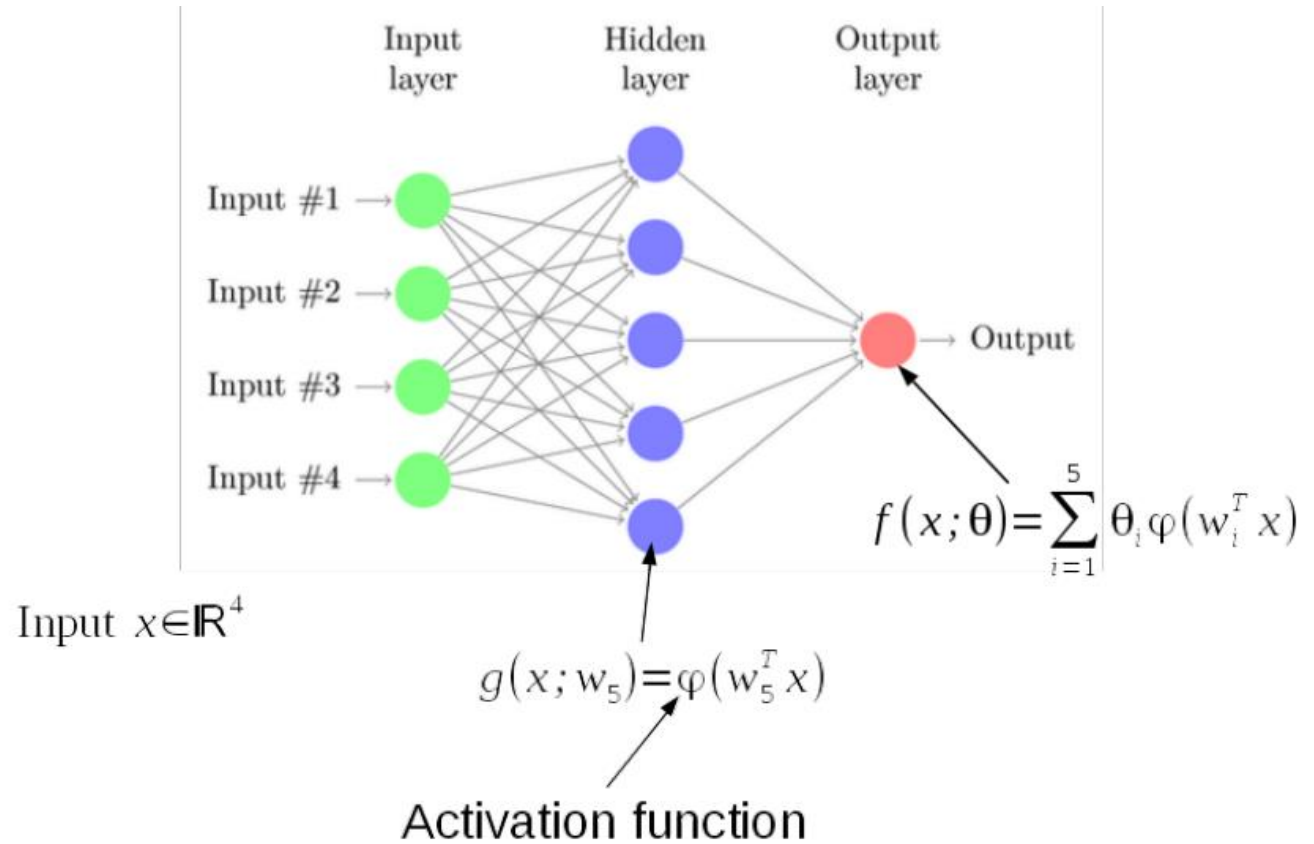 Input layer
Hidden layer
Output layer
Input #1
Input #2
Input #3
Input #4
Output
f(x;θ)=∑_{i=1}^{5} θ_i φ(w_i^T x)
Input x∈ℝ^4
g(x;w_5)=φ(w_5^T x)
Activation function